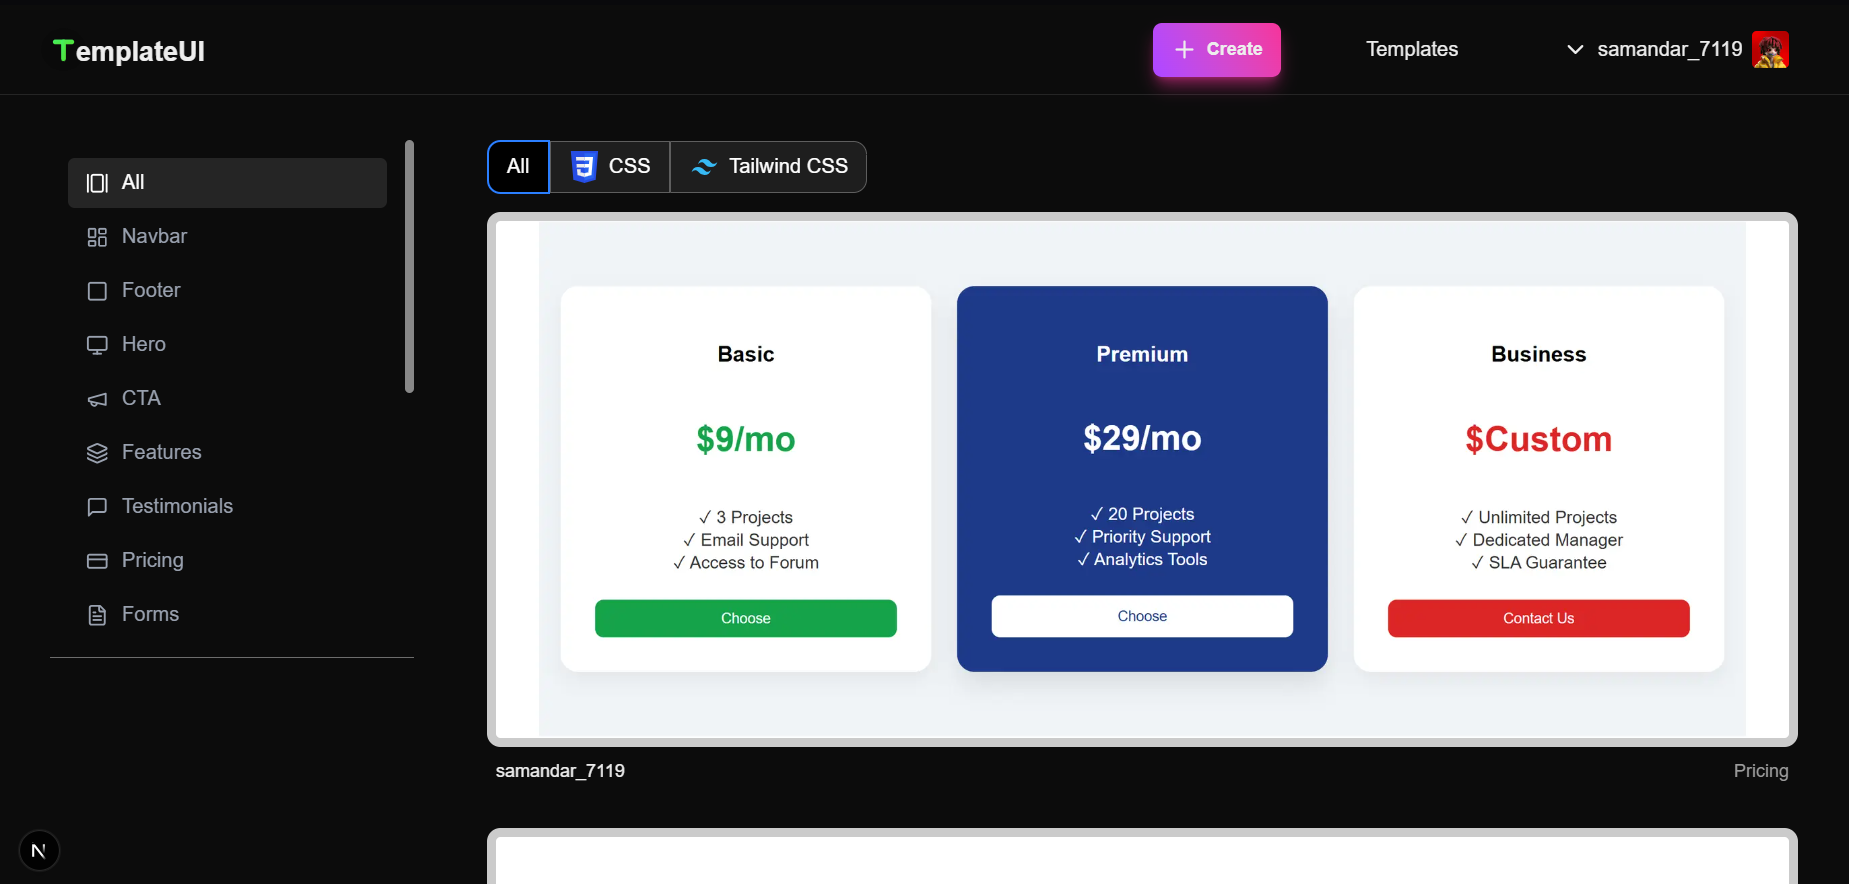 TemplateUI
Create
Templates
samandar_7119
All
Navbar
Footer
Hero
CTA
Features
Testimonials
Pricing
Forms
All
CSS
Tailwind CSS
Basic
$9/mo
✓ 3 Projects
✓ Email Support
✓ Access to Forum
Choose
Premium
$29/mo
✓ 20 Projects
✓ Priority Support
✓ Analytics Tools
Choose
Business
$Custom
✓ Unlimited Projects
✓ Dedicated Manager
✓ SLA Guarantee
Contact Us
samandar_7119
Pricing
N